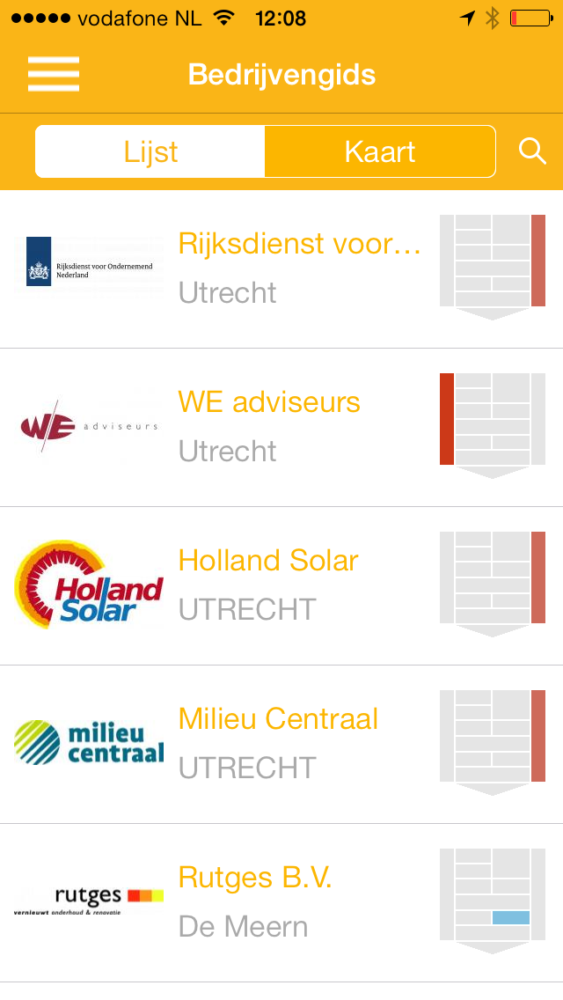 vodafone NL 12:08
Bedrijvengids
Lijst Kaart
Rijksdienst voor Ondernemend
Nederland
Rijksdienst voor...
Utrecht
WE adviseurs
WE adviseurs
Utrecht
Holland
Solar
Holland Solar
UTRECHT
milieu
centraal
Milieu Centraal
UTRECHT
rutges
vernieuwt onderhoud & renovatie
Rutges B.V.
De Meern